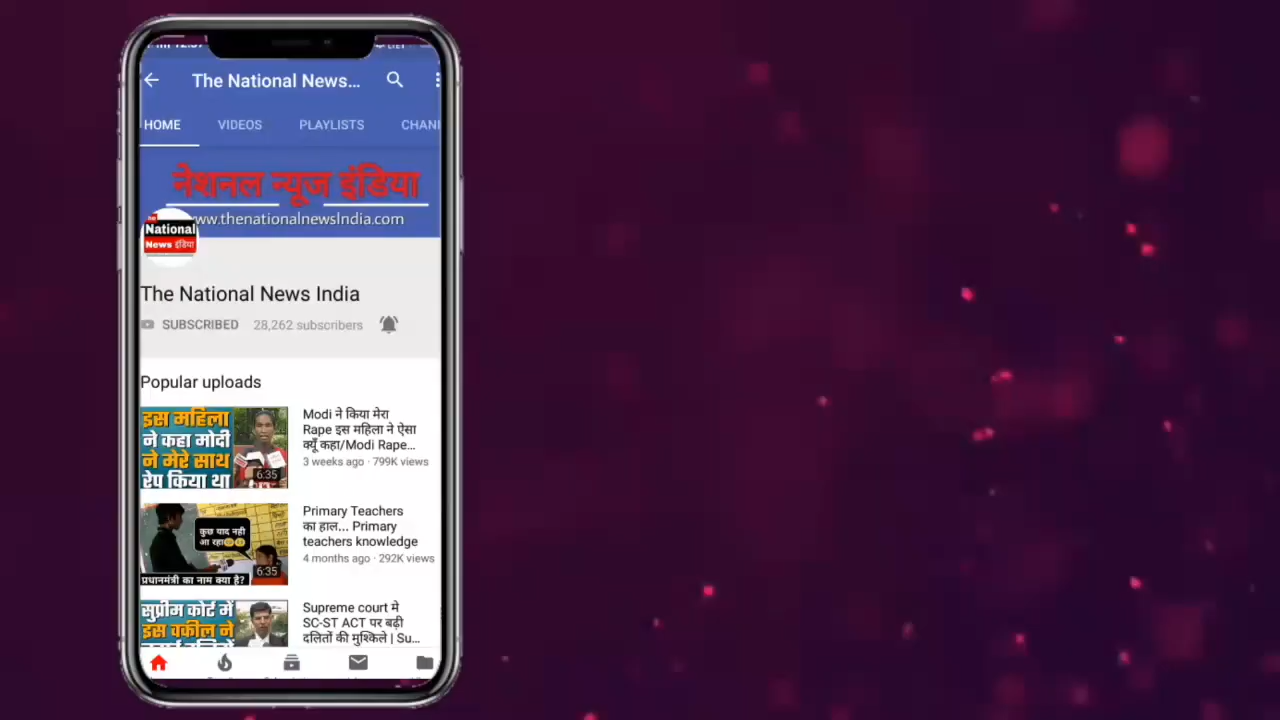 The National News...
HOME VIDEOS PLAYLISTS CHAN
नेशनल न्यूज इंडिया
www.thenationalnewsIndia.com
The
National
News इंडिया
The National News India
SUBSCRIBED 28,262 subscribers
Popular uploads
इस महिला
ने कहा मोदी
ने मेरे साथ
रेप किया था
6:35
Modi ने किया मेरा
Rape इस महिला ने ऐसा
क्यूँ कहा/Modi Rape...
3 weeks ago · 799K views
कुछ याद नही
आ रहा
6:35
प्रधानमंत्री का नाम क्या है?
Primary Teachers
का हाल... Primary
teachers knowledge
4 months ago · 292K views
सुप्रीम कोर्ट में
इस वकील ने
Supreme court मे
SC-ST ACT पर बढ़ी
दलितों की मुश्किले | Su...